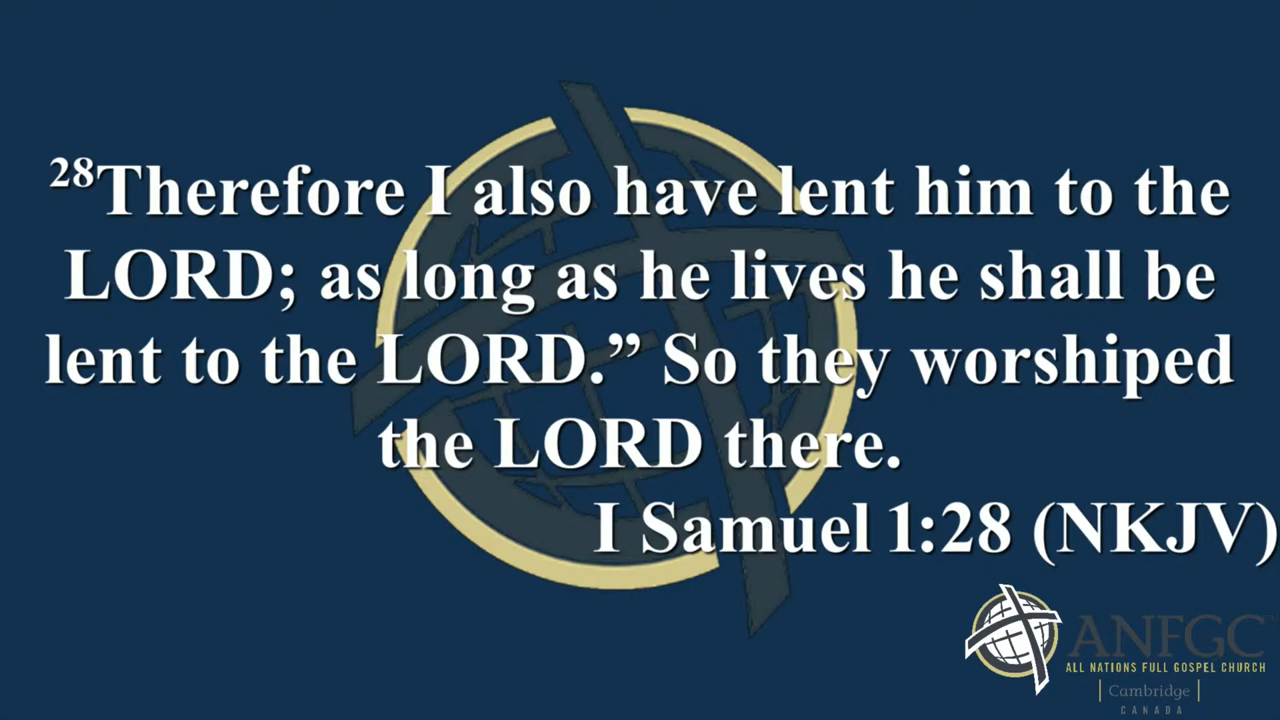 28Therefore I also have lent him to the
LORD; as long as he lives he shall be
lent to the LORD.” So they worshiped
the LORD there.
I Samuel 1:28 (NKJV)
ANFGC
ALL NATIONS FULL GOSPEL CHURCH
| Cambridge |
CANADA